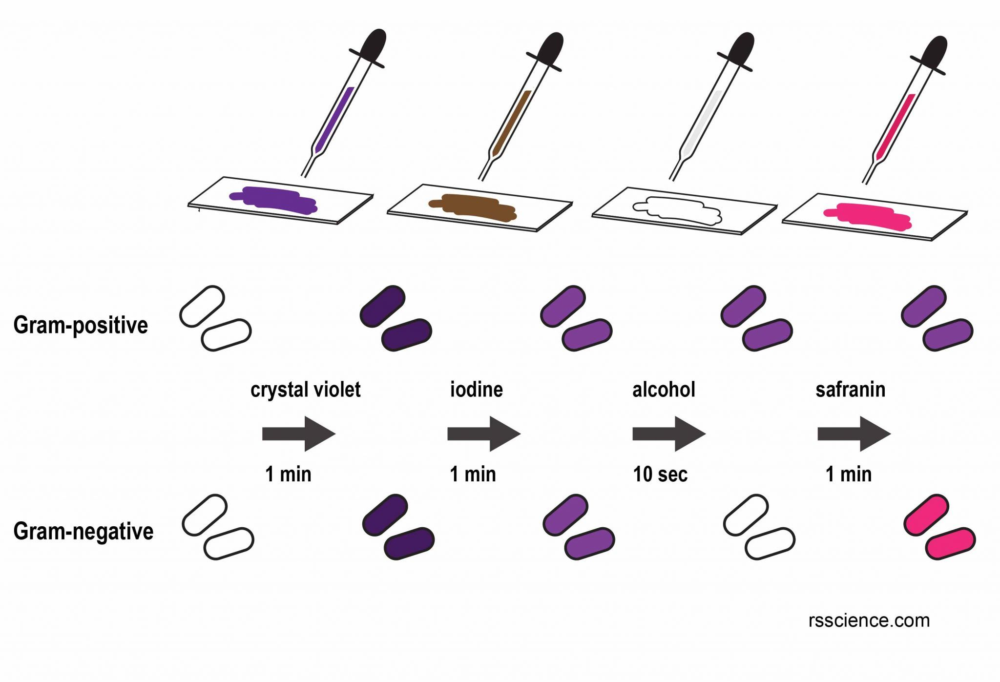 Gram-positive
crystal violet
iodine
alcohol
safranin
1 min
1 min
10 sec
1 min
Gram-negative
rsscience.com